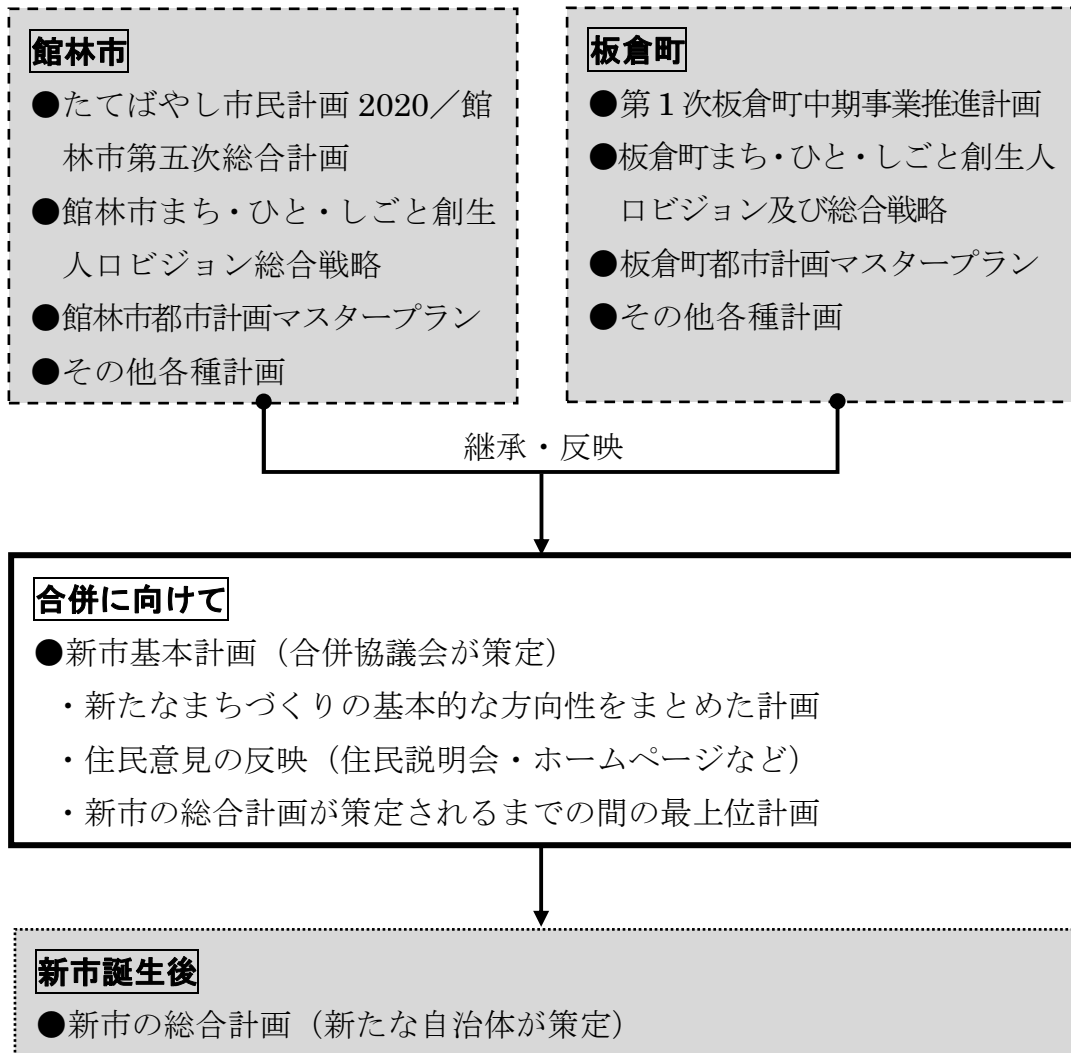 館林市
●たてばやし市民計画 2020／館
林市第五次総合計画
●館林市まち・ひと・しごと創生
人口ビジョン総合戦略
●館林市都市計画マスタープラン
●その他各種計画
板倉町
●第１次板倉町中期事業推進計画
●板倉町まち・ひと・しごと創生人
口ビジョン及び総合戦略
●板倉町都市計画マスタープラン
●その他各種計画
継承・反映
合併に向けて
●新市基本計画（合併協議会が策定）
・新たなまちづくりの基本的な方向性をまとめた計画
・住民意見の反映（住民説明会・ホームページなど）
・新市の総合計画が策定されるまでの間の最上位計画
新市誕生後
●新市の総合計画（新たな自治体が策定）